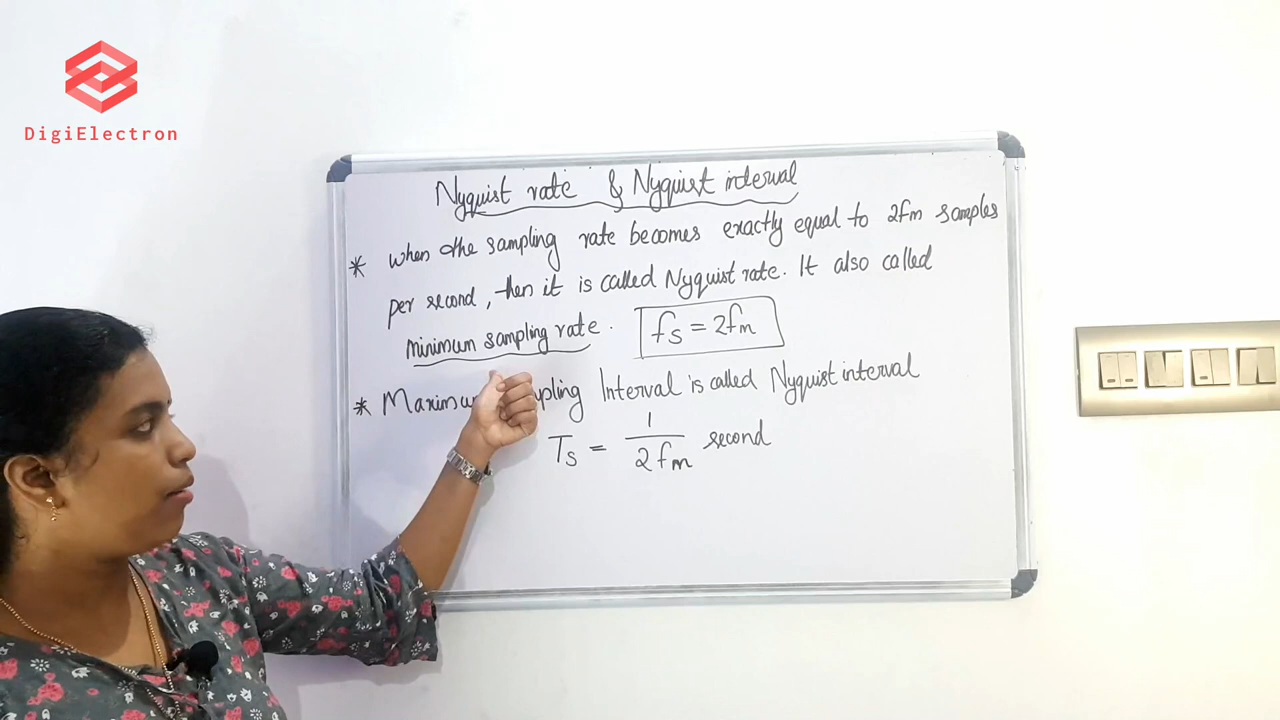 DigiElectron
Nyquist rate & Nyquist interval
* when the sampling rate becomes exactly equal to 2fm samples
per second, then it is called Nyquist rate. It also called
minimum sampling rate. fs = 2fm
* Maximum sampling Interval is called Nyquist interval
Ts = 1/2fm second